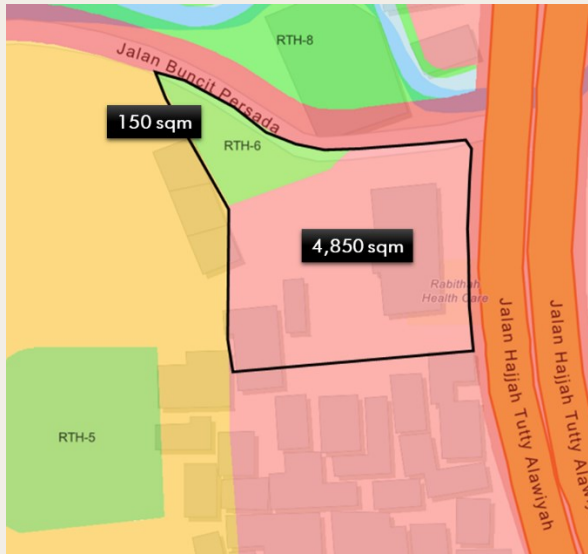 RTH-8
Jalan Buncit Persada
150 sqm
RTH-6
4,850 sqm
Rabithah
Health Care
Jalan Hajjah Tutty Alawiyah
Jalan Hajjah Tutty Alawiy
RTH-5